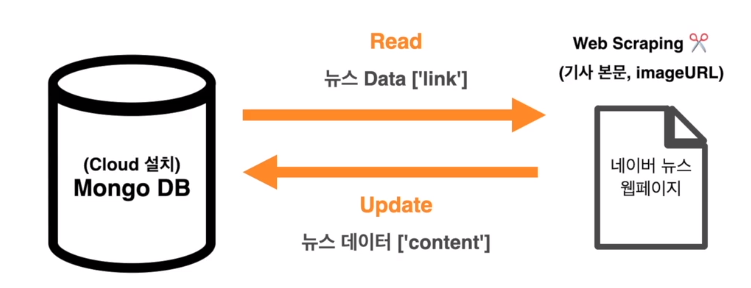 Read
뉴스 Data ['link']
Web Scraping ✂️
(기사 본문, imageURL)
(Cloud 설치)
Mongo DB
네이버 뉴스
웹페이지
Update
뉴스 데이터 ['content']